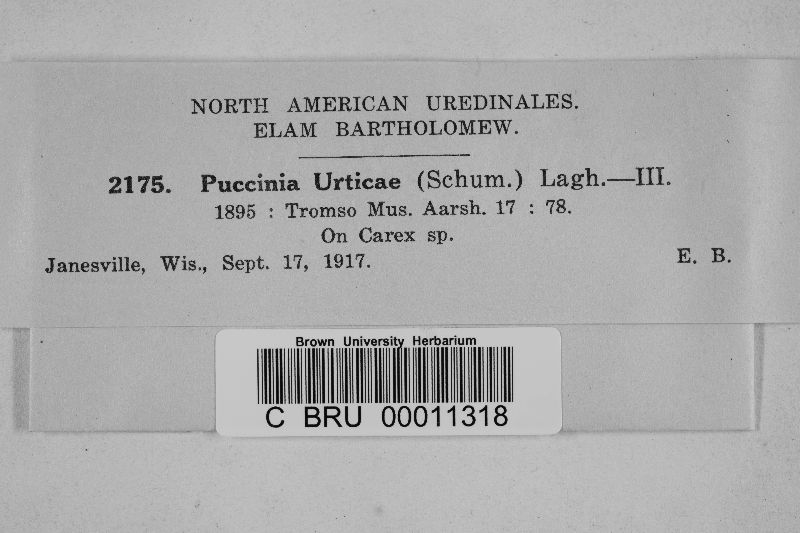 NORTH AMERICAN UREDINALES.
ELAM BARTHOLOMEW.
2175. Puccinia Urticae (Schum.) Lagh.—III.
1895 : Tromso Mus. Aarsh. 17 : 78.
On Carex sp.
Janesville, Wis., Sept. 17, 1917. E. B.
Brown University Herbarium
C BRU 00011318